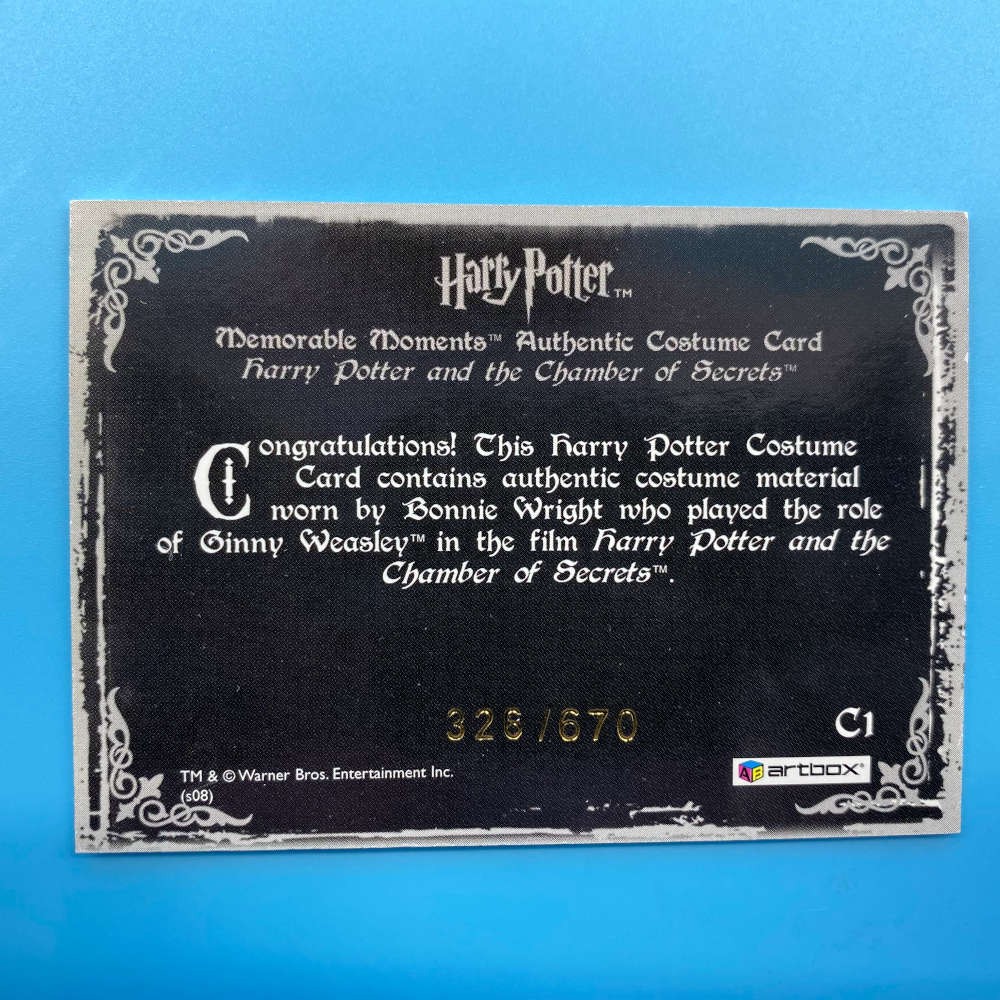 Harry Potter™
Memorable Moments™ Authentic Costume Card
Harry Potter and the Chamber of Secrets™
Congratulations! This Harry Potter Costume
Card contains authentic costume material
worn by Bonnie Wright who played the role
of Ginny Weasley™ in the film Harry Potter and the
Chamber of Secrets™.
328/670
C1
TM & © Warner Bros. Entertainment Inc.
(s08)
AB artbox®